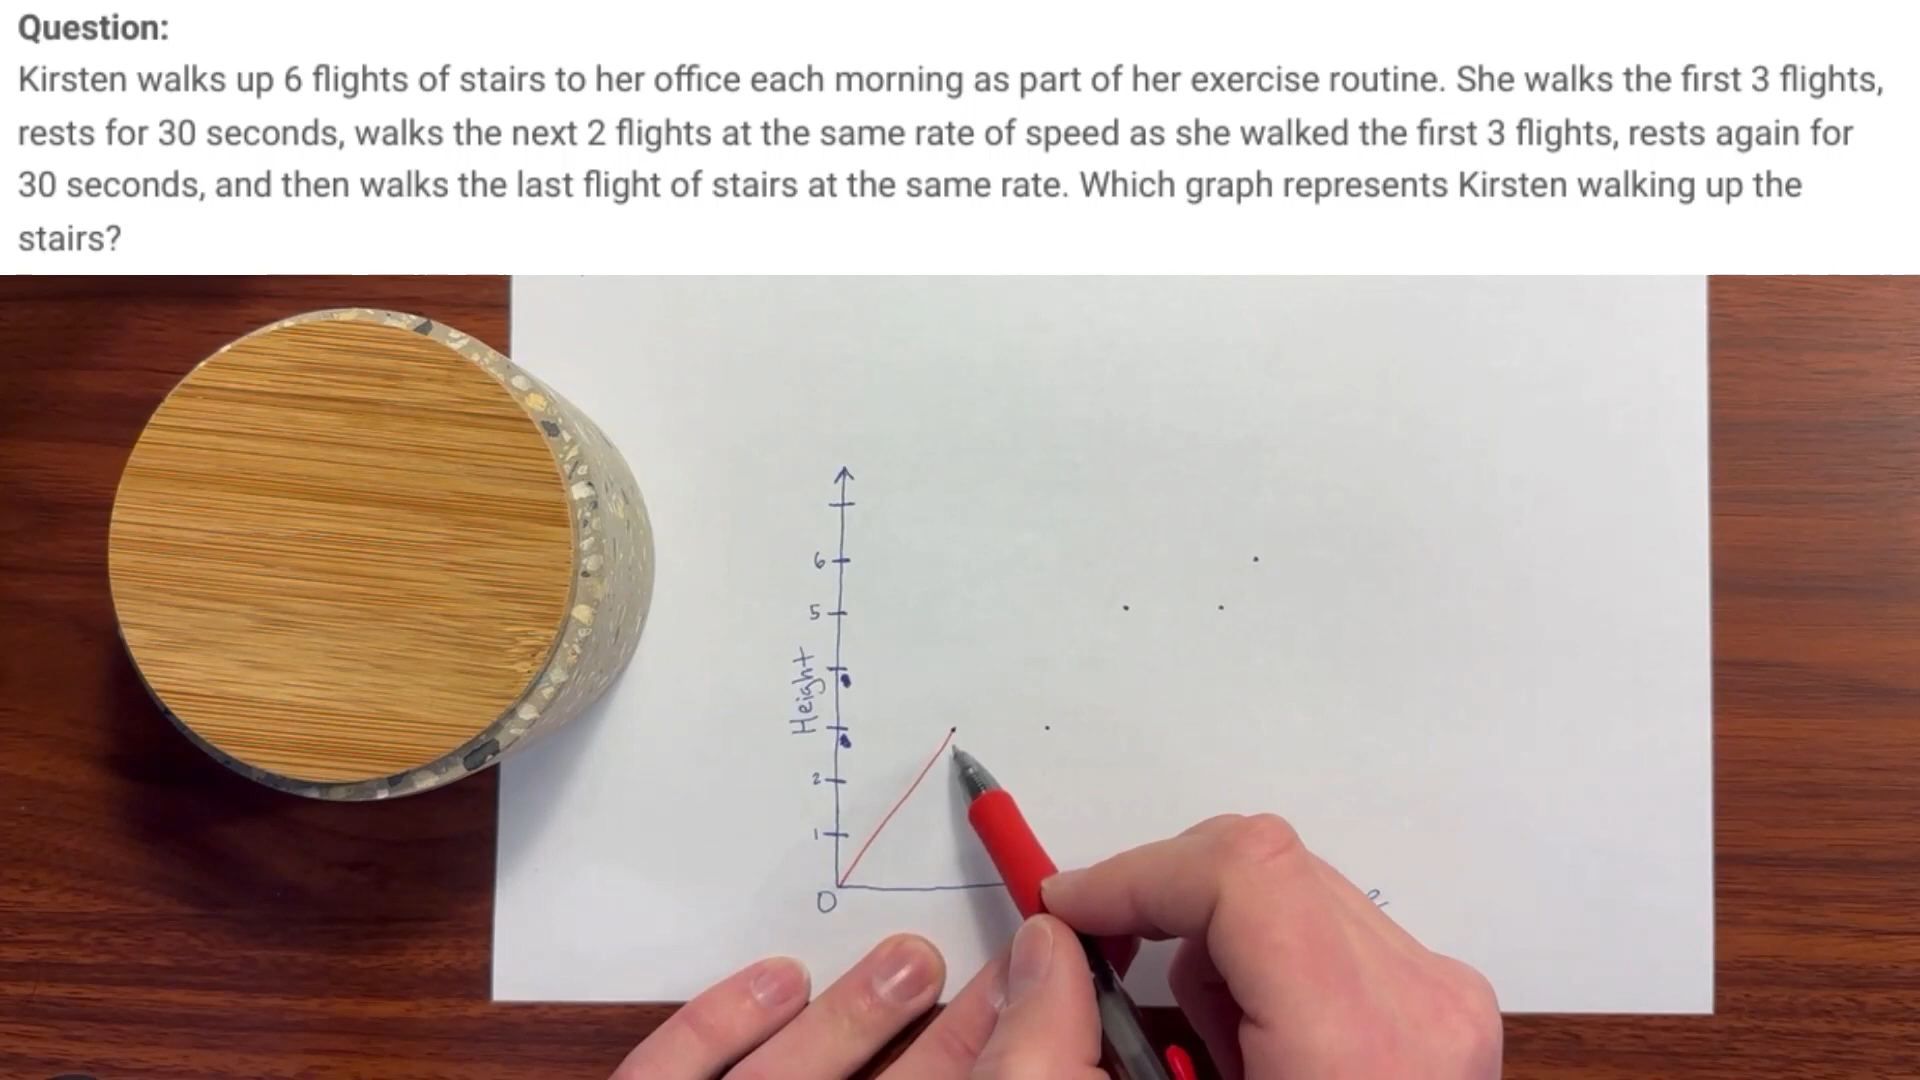 Question:
Kirsten walks up 6 flights of stairs to her office each morning as part of her exercise routine. She walks the first 3 flights,
rests for 30 seconds, walks the next 2 flights at the same rate of speed as she walked the first 3 flights, rests again for
30 seconds, and then walks the last flight of stairs at the same rate. Which graph represents Kirsten walking up the
stairs?
6
5
Height
2
1
0